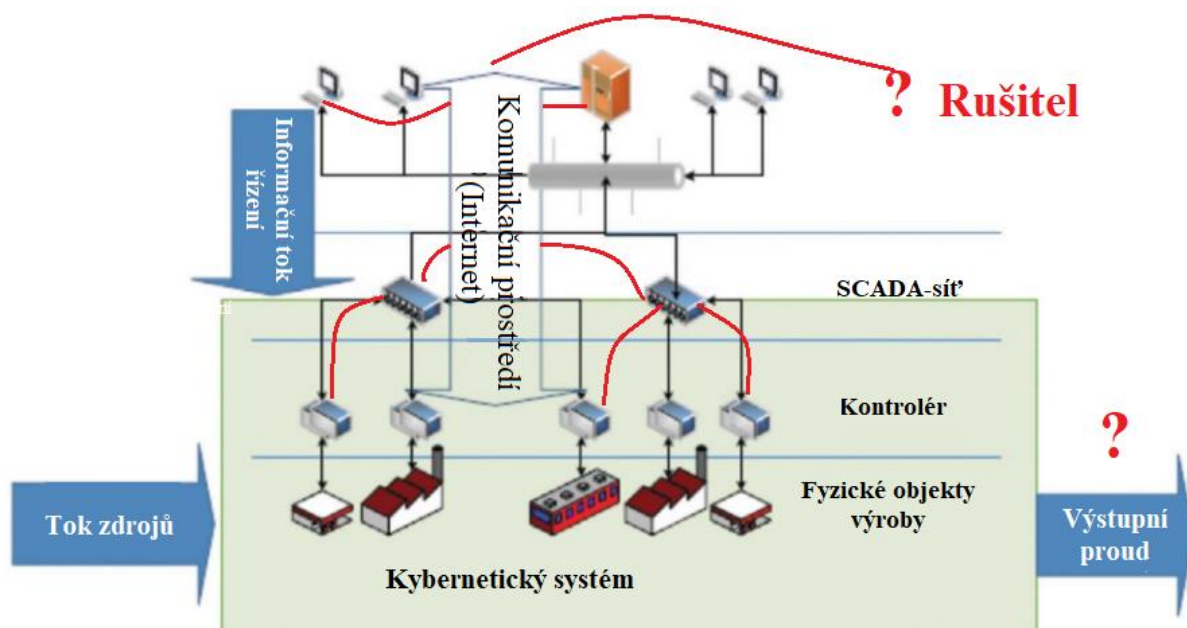 ? Rušitel
Informační tok
řízení
Komunikační prostředí
(Internet)
SCADA-síť
Kontrolér
?
Tok zdrojů
Fyzické objekty
výroby
Výstupní
proud
Kybernetický systém